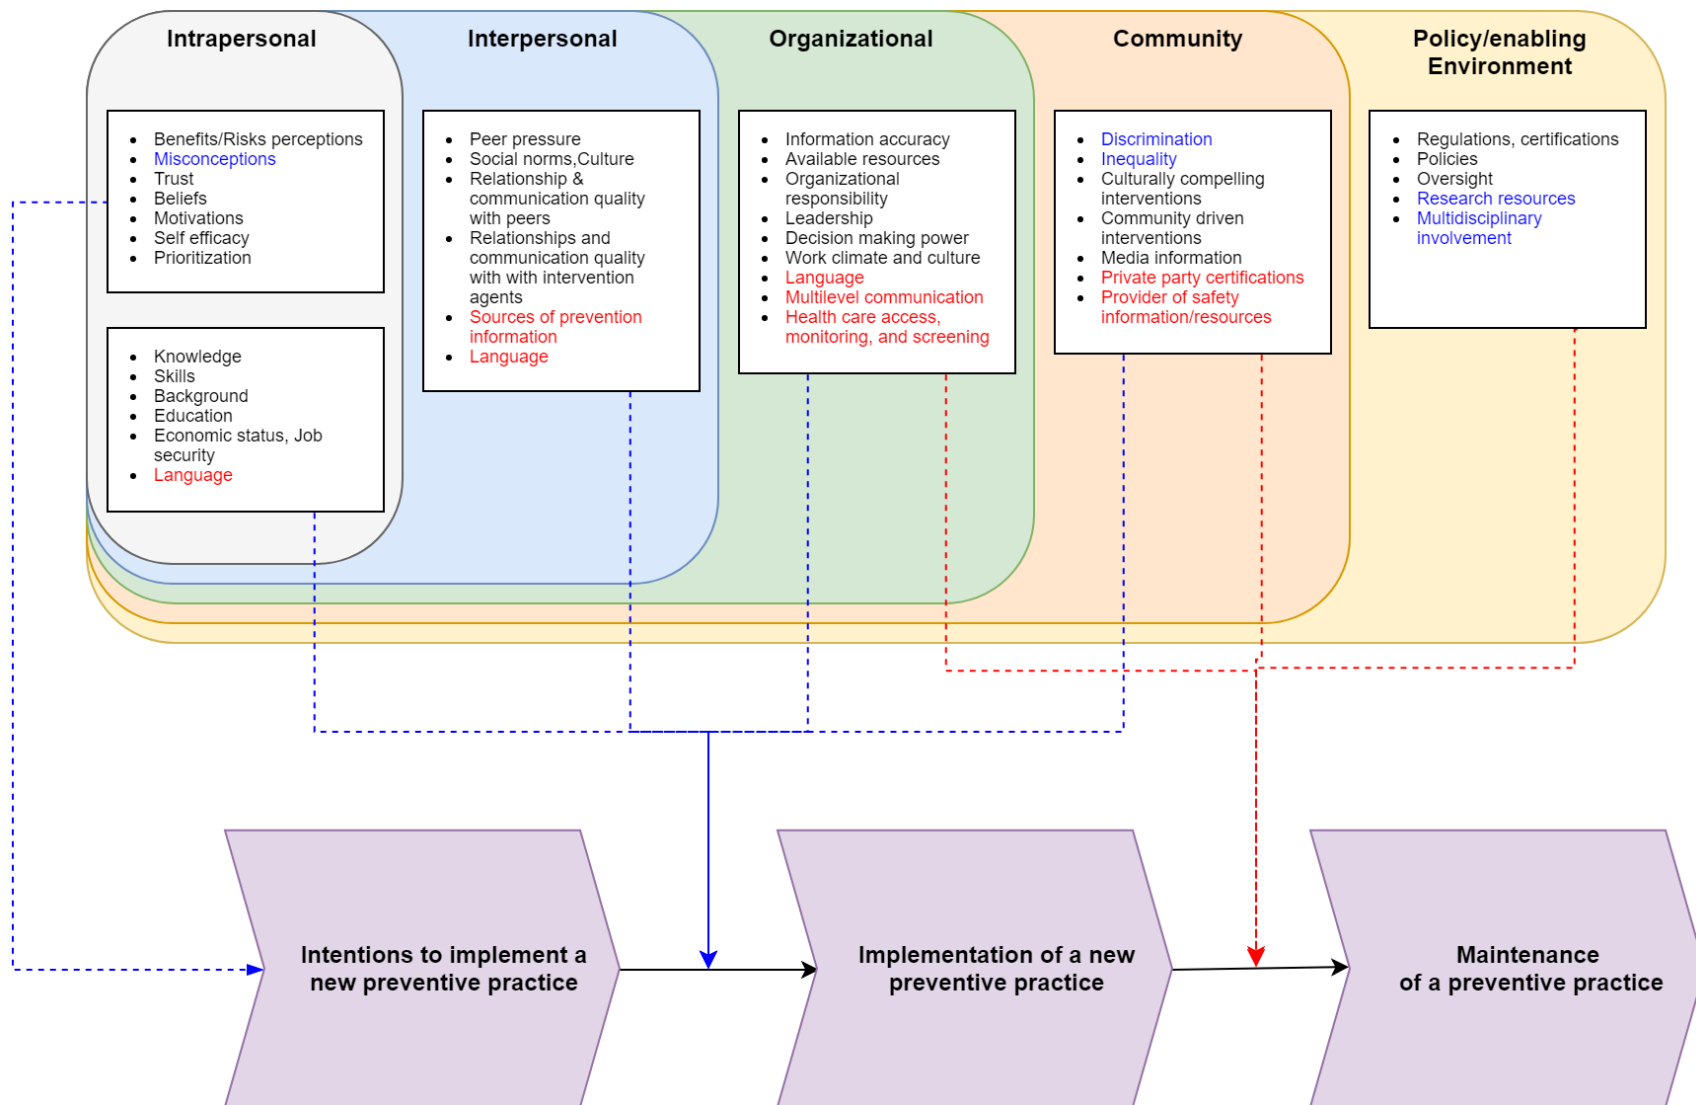 Intrapersonal
Benefits/Risks perceptions
Misconceptions
Trust
Beliefs
Motivations
Self efficacy
Prioritization
Knowledge
Skills
Background
Education
Economic status, Job
security
Language
Interpersonal
Peer pressure
Social norms,Culture
Relationship &
communication quality
with peers
Relationships and
communication quality
with with intervention
agents
Sources of prevention
information
Language
Organizational
Information accuracy
Available resources
Organizational
responsibility
Leadership
Decision making power
Work climate and culture
Language
Multilevel communication
Health care access,
monitoring, and screening
Community
Discrimination
Inequality
Culturally compelling
interventions
Community driven
interventions
Media information
Private party certifications
Provider of safety
information/resources
Policy/enabling
Environment
Regulations, certifications
Policies
Oversight
Research resources
Multidisciplinary
involvement
Intentions to implement a
new preventive practice
Implementation of a new
preventive practice
Maintenance
of a preventive practice